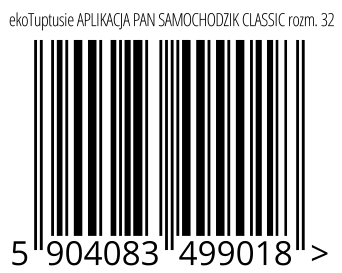 ekoTuptusie APLIKACJA PAN SAMOCHODZIK CLASSIC rozm. 32
5 904083 499018 >